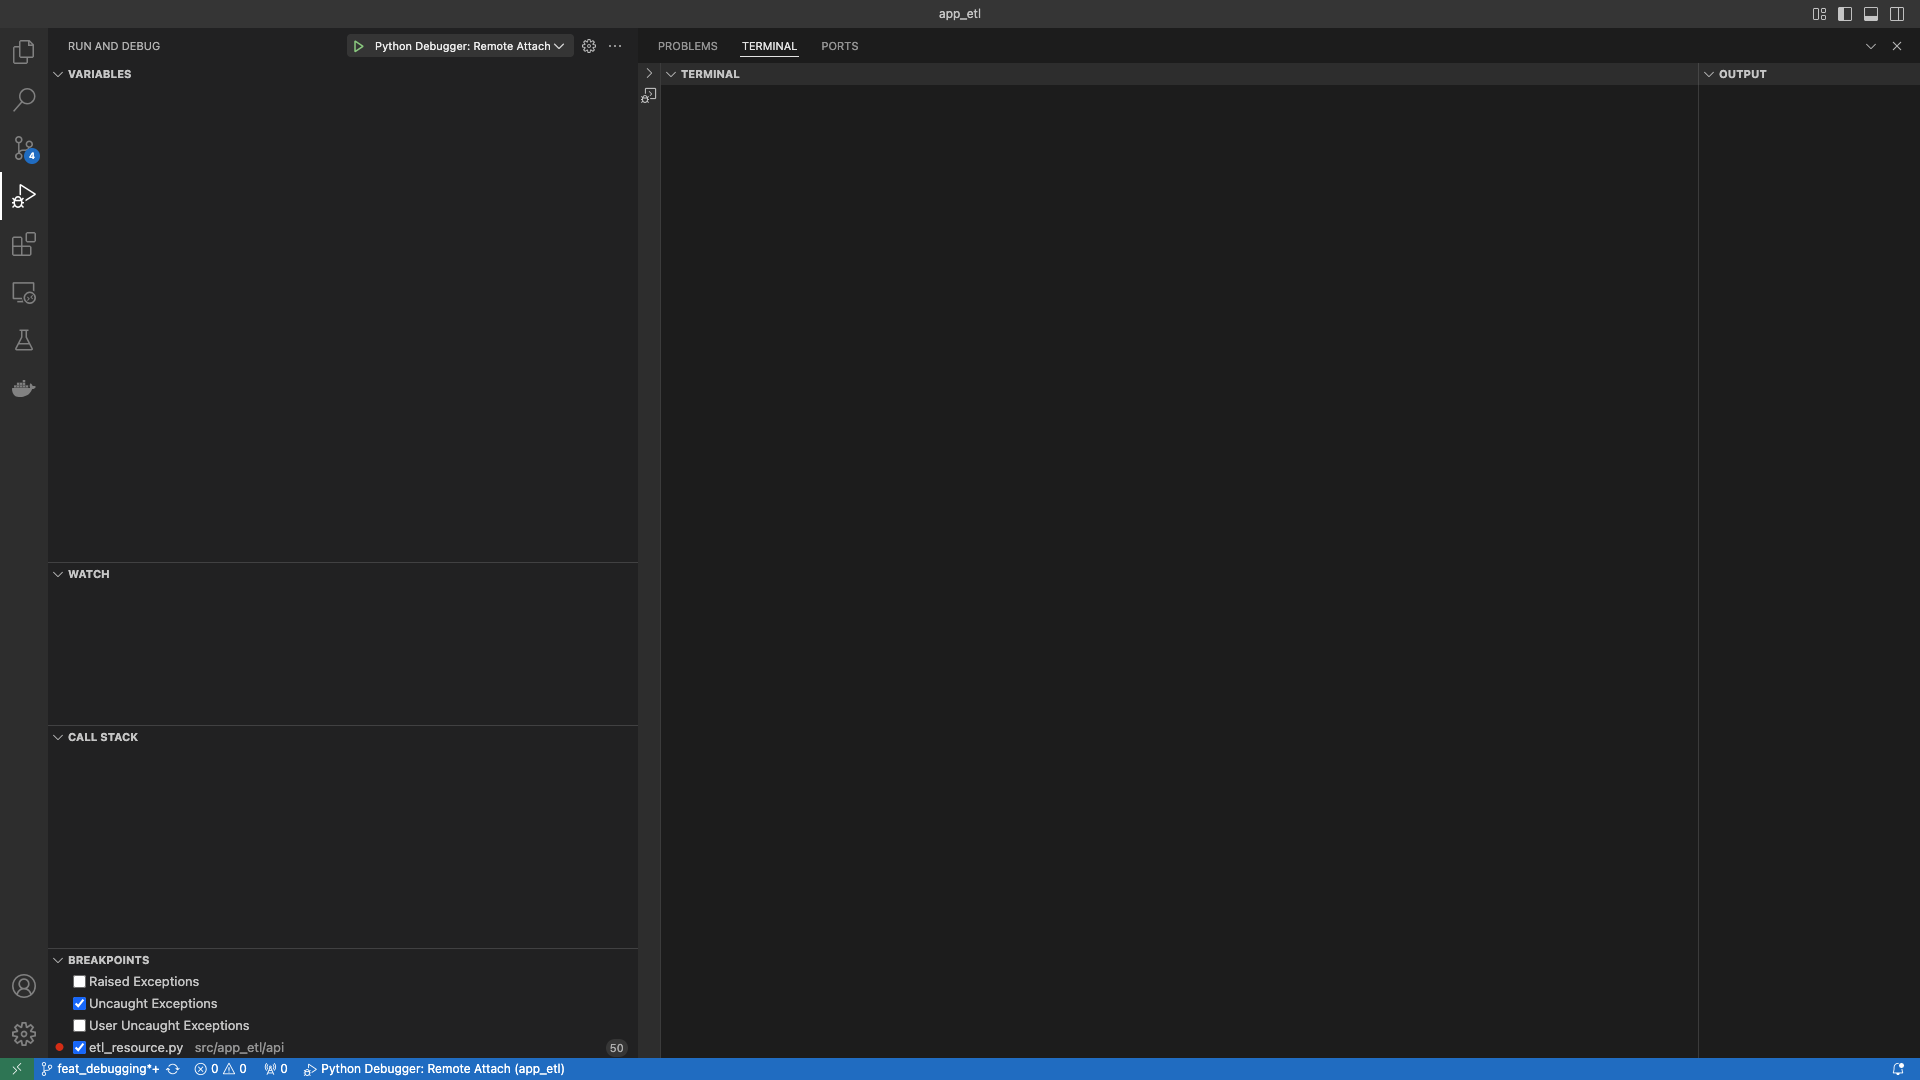 app_etl
RUN AND DEBUG
Python Debugger: Remote Attach
PROBLEMS
TERMINAL
PORTS
VARIABLES
TERMINAL
OUTPUT
4
WATCH
CALL STACK
BREAKPOINTS
Raised Exceptions
Uncaught Exceptions
User Uncaught Exceptions
etl_resource.py src/app_etl/api 50
feat_debugging*+ 0 0 0 Python Debugger: Remote Attach (app_etl)